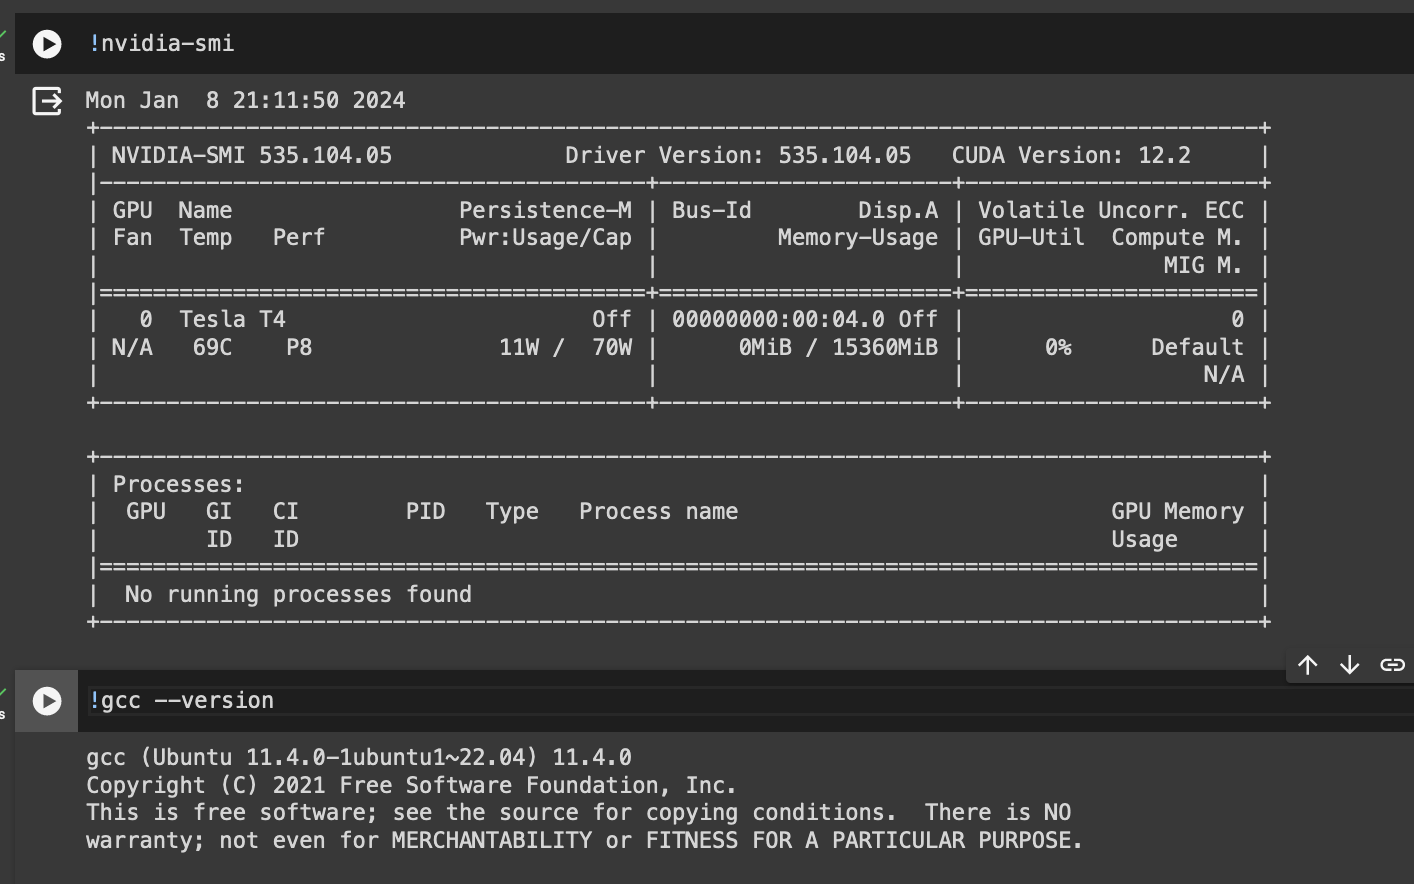 !nvidia-smi
Mon Jan  8 21:11:50 2024
+---------------------------------------------------------------------------------------+
| NVIDIA-SMI 535.104.05             Driver Version: 535.104.05   CUDA Version: 12.2     |
|-----------------------------------------+----------------------+----------------------+
| GPU  Name                 Persistence-M | Bus-Id        Disp.A | Volatile Uncorr. ECC |
| Fan  Temp   Perf          Pwr:Usage/Cap |         Memory-Usage | GPU-Util  Compute M. |
|                                         |                      |               MIG M. |
|=========================================+======================+======================|
|   0  Tesla T4                       Off | 00000000:00:04.0 Off |                    0 |
| N/A   69C    P8              11W /  70W |      0MiB / 15360MiB |      0%      Default |
|                                         |                      |                  N/A |
+-----------------------------------------+----------------------+----------------------+
+---------------------------------------------------------------------------------------+
| Processes:                                                                            |
|  GPU   GI   CI        PID   Type   Process name                            GPU Memory |
|        ID   ID                                                             Usage      |
|=======================================================================================|
|  No running processes found                                                           |
+---------------------------------------------------------------------------------------+
s
!gcc --version
s
gcc (Ubuntu 11.4.0-1ubuntu1~22.04) 11.4.0
Copyright (C) 2021 Free Software Foundation, Inc.
This is free software; see the source for copying conditions.  There is NO
warranty; not even for MERCHANTABILITY or FITNESS FOR A PARTICULAR PURPOSE.